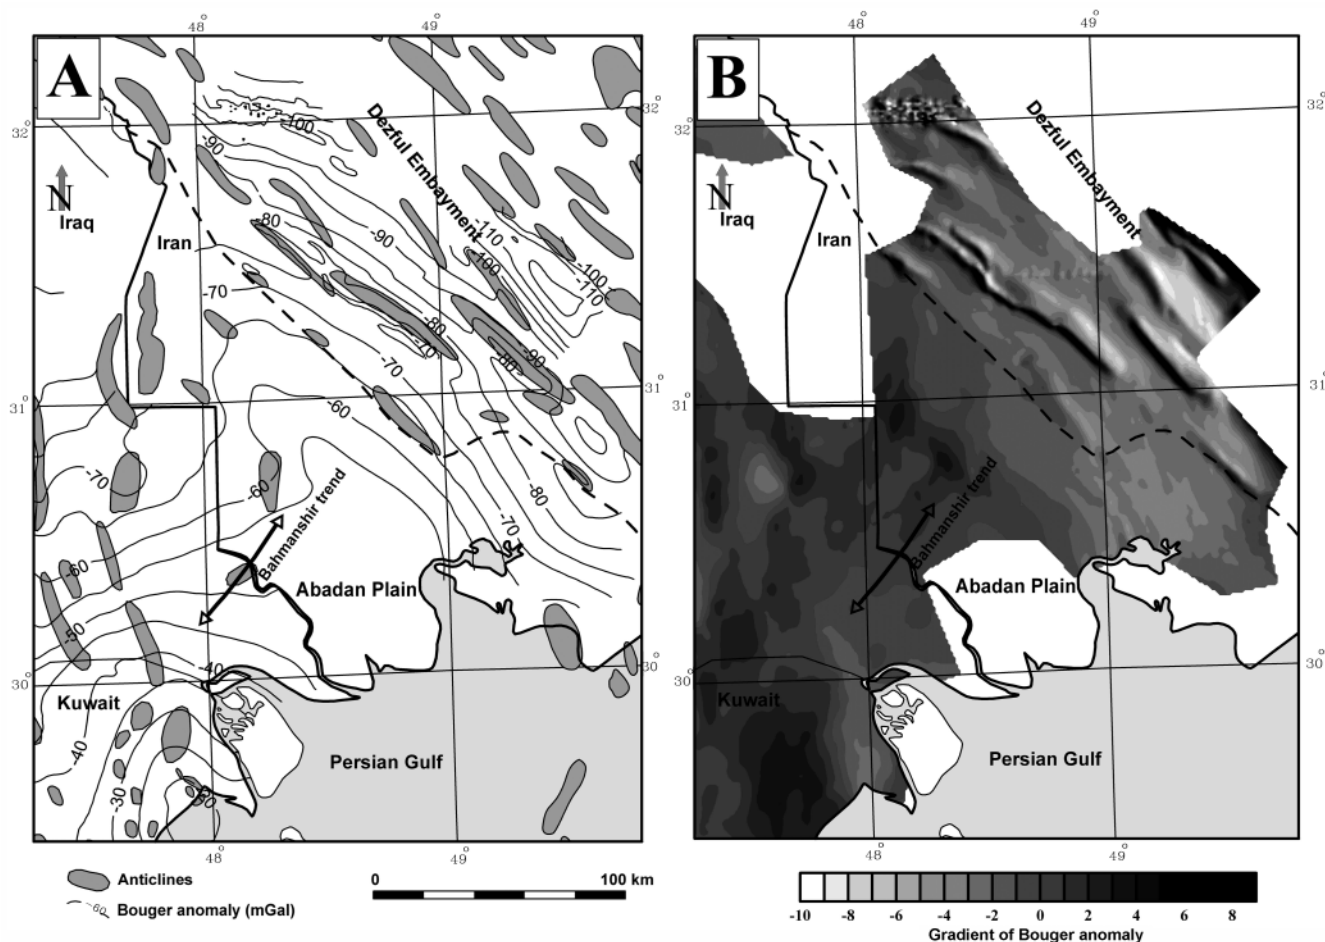 48° 49°
A
32° 32°
-100
-90
-80
-90
Dezful Embayment
-110
-100
-100
-110
N
Iraq
Iran
-70
-80
-70
-90
-80
-70
31° 31°
-60
-70
-60
-80
-70
Bahmanshir trend
-60
Abadan Plain
-50
-40
30° 30°
Kuwait
-40
-30
Persian Gulf
48° 49°
Anticlines
-60 Bouger anomaly (mGal)
0 100 km
48° 49°
B
32° 32°
Dezful Embayment
N
Iraq
Iran
31° 31°
Bahmanshir trend
Abadan Plain
30° 30°
Kuwait
Persian Gulf
48° 49°
-10 -8 -6 -4 -2 0 2 4 6 8
Gradient of Bouger anomaly